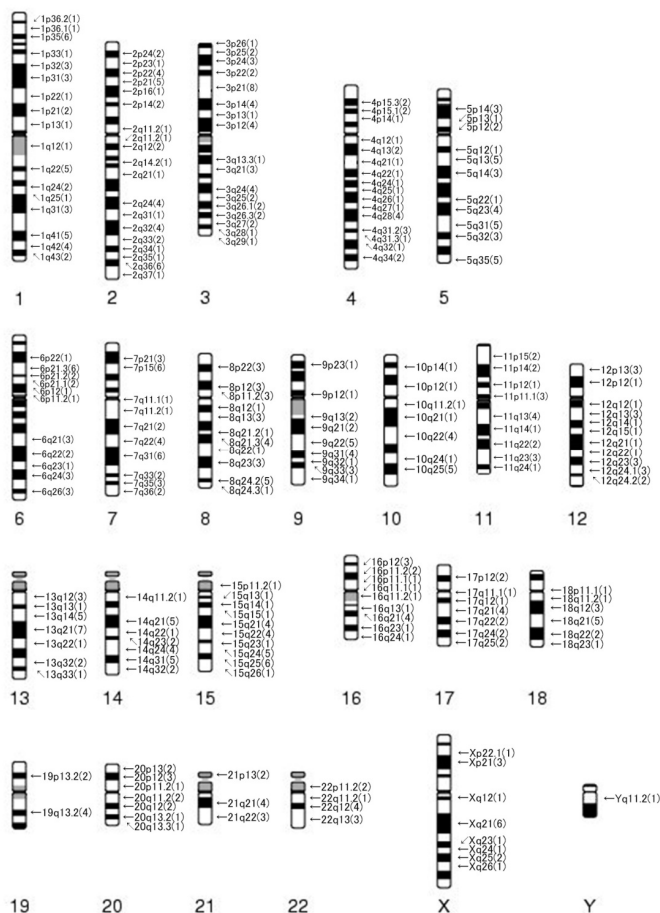 1p36.2(1)
1p36.1(1)
1p35(6)
1p33(1)
1p32(3)
1p31(3)
1p22(1)
1p21(2)
1p13(1)
1q12(1)
1q22(5)
1q24(2)
1q25(1)
1q31(3)
1q41(5)
1q42(4)
1q43(2)
1
2p24(2)
2p23(1)
2p22(4)
2p21(5)
2p16(1)
2p14(2)
2q11.2(1)
2q11.2(1)
2q12(2)
2q14.2(1)
2q21(1)
2q24(4)
2q31(1)
2q32(4)
2q33(2)
2q34(1)
2q35(1)
2q36(6)
2q37(1)
2
3p26(1)
3p25(2)
3p24(3)
3p22(2)
3p21(8)
3p14(4)
3p13(1)
3p12(4)
3q13.3(1)
3q21(3)
3q24(4)
3q25(2)
3q26.1(2)
3q26.3(2)
3q27(2)
3q28(1)
3q29(1)
3
4p15.3(2)
4p15.1(2)
4p14(1)
4q12(1)
4q13(2)
4q21(1)
4q22(1)
4q24(1)
4q25(1)
4q26(1)
4q27(1)
4q28(4)
4q31.2(3)
4q31.3(1)
4q32(1)
4q34(2)
4
5p14(3)
5p13(1)
5p12(2)
5q12(1)
5q13(5)
5q14(3)
5q22(1)
5q23(4)
5q31(5)
5q32(3)
5q35(5)
5
6p22(1)
6p21.3(6)
6p21.2(2)
6p21.1(2)
6p12(1)
6p11.2(1)
6q21(3)
6q22(2)
6q23(1)
6q24(3)
6q26(3)
6
7p21(3)
7p15(6)
7q11.1(1)
7q11.2(1)
7q21(2)
7q22(4)
7q31(6)
7q33(2)
7q35(3)
7q36(2)
7
8p22(3)
8p12(3)
8p11.2(3)
8q12(1)
8q13(3)
8q21.2(1)
8q21.3(4)
8q22(1)
8q23(3)
8q24.2(5)
8q24.3(1)
8
9p23(1)
9p12(1)
9q13(2)
9q21(2)
9q22(5)
9q31(4)
9q32(1)
9q33(3)
9q34(1)
9
10p14(1)
10p12(1)
10q11.2(1)
10q21(1)
10q22(4)
10q24(1)
10q25(5)
10
11p15(2)
11p14(2)
11p12(1)
11p11.1(3)
11q13(4)
11q14(1)
11q22(2)
11q23(3)
11q24(1)
11
12p13(3)
12p12(1)
12q12(1)
12q13(3)
12q14(1)
12q15(1)
12q21(1)
12q22(1)
12q23(3)
12q24.1(3)
12q24.2(2)
12
13q12(3)
13q13(1)
13q14(5)
13q21(7)
13q22(1)
13q32(2)
13q33(1)
13
14q11.2(1)
14q21(5)
14q22(1)
14q23(2)
14q24(4)
14q31(5)
14q32(2)
14
15p11.2(1)
15q13(1)
15q14(1)
15q15(1)
15q21(4)
15q22(4)
15q23(1)
15q24(5)
15q25(6)
15q26(1)
15
16p12(3)
16p11.2(2)
16p11.1(1)
16q11.1(1)
16q11.2(1)
16q13(1)
16q21(4)
16q23(1)
16q24(1)
16
17p12(2)
17q11.1(1)
17q12(1)
17q21(4)
17q22(2)
17q24(2)
17q25(2)
17
18p11.1(1)
18q11.2(1)
18q12(3)
18q21(5)
18q22(2)
18q23(1)
18
19p13.2(2)
19q13.2(4)
19
20p13(2)
20p12(3)
20p11.2(1)
20q11.2(2)
20q12(2)
20q13.2(1)
20q13.3(1)
20
21p13(2)
21q21(4)
21q22(3)
21
22p11.2(2)
22q11.2(1)
22q12(4)
22q13(3)
22
Xp22.1(1)
Xp21(3)
Xq12(1)
Xq21(6)
Xq23(1)
Xq24(1)
Xq25(2)
Xq26(1)
X
Yq11.2(1)
Y